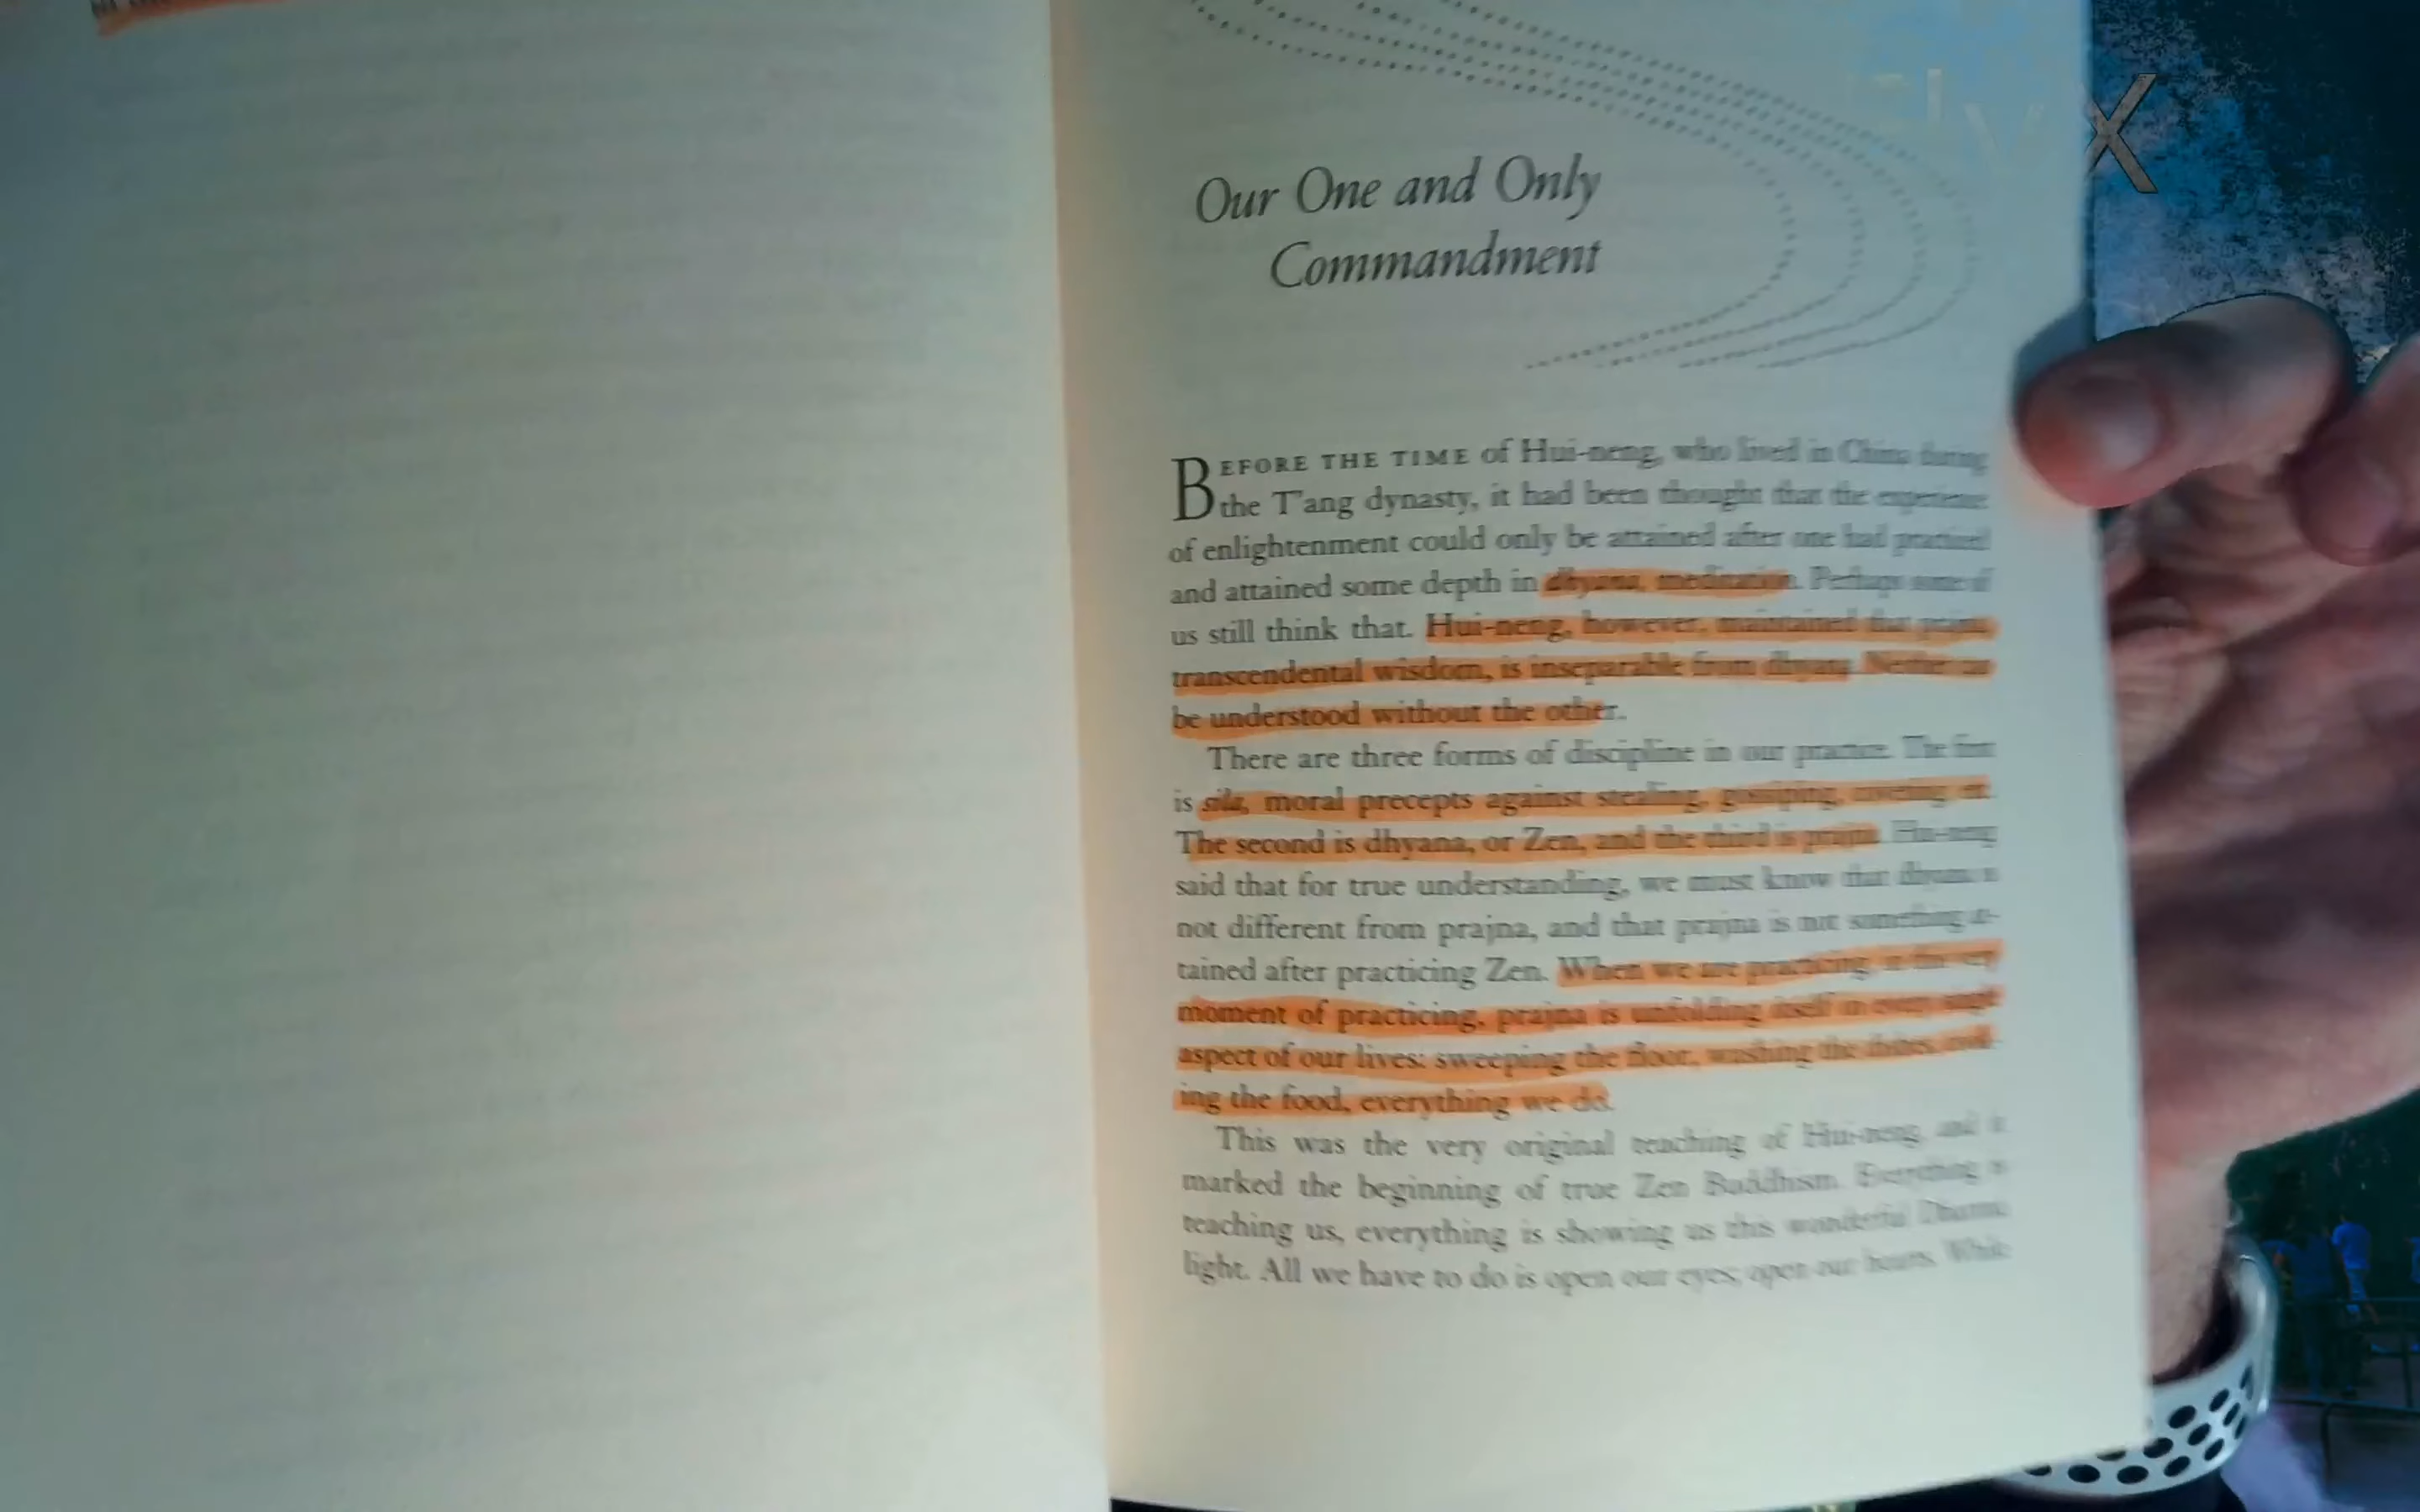 Our One and Only
Commandment
BEFORE THE TIME of Hui-neng, who lived in China during
the T'ang dynasty, it had been thought that the experience
of enlightenment could only be attained after one had practiced
and attained some depth in dhyana, meditation. Perhaps some of
us still think that. Hui-neng, however, maintained that prajna,
transcendental wisdom, is inseparable from dhyana. Neither can
be understood without the other.
There are three forms of discipline in our practice. The first
is sila, moral precepts against stealing, gossiping, coveting, etc.
The second is dhyana, or Zen, and the third is prajna. Hui-neng
said that for true understanding, we must know that dhyana is
not different from prajna, and that prajna is not something at-
tained after practicing Zen. When we are practicing, in this very
moment of practicing, prajna is unfolding itself in every single
aspect of our lives: sweeping the floor, washing the dishes, cook-
ing the food, everything we do.
This was the very original teaching of Hui-neng, and it
marked the beginning of true Zen Buddhism. Everything is
teaching us, everything is showing us this wonderful Dharma
light. All we have to do is open our eyes, open our hearts. While
X